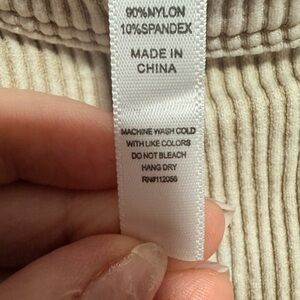 90%NYLON
10%SPANDEX
MADE IN
CHINA
MACHINE WASH COLD
WITH LIKE COLORS
DO NOT BLEACH
HANG DRY
RN#112056